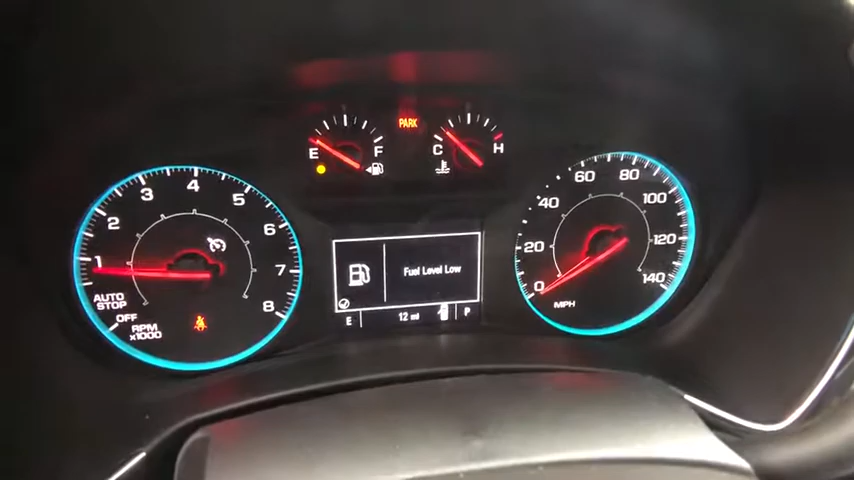 PARK
E F
C H
1 2 3 4 5 6 7 8
AUTO
STOP
OFF
RPM
x1000
Fuel Level Low
E 12 mi P
0 20 40 60 80 100 120 140
MPH